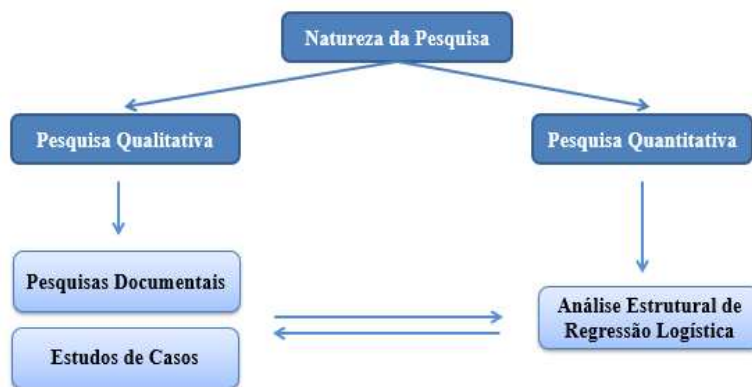 Natureza da Pesquisa
Pesquisa Qualitativa
Pesquisa Quantitativa
Pesquisas Documentais
Estudos de Casos
Análise Estrutural de
Regressão Logística